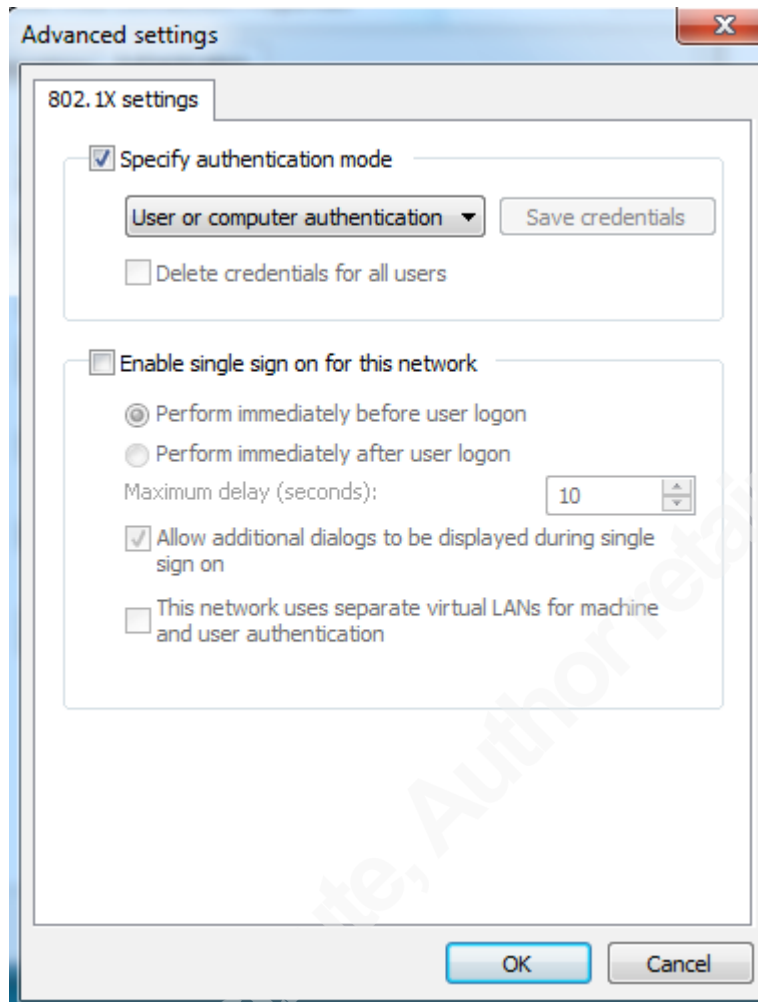 Advanced settings
802.1X settings
Specify authentication mode
User or computer authentication
Save credentials
Delete credentials for all users
Enable single sign on for this network
Perform immediately before user logon
Perform immediately after user logon
Maximum delay (seconds):
10
Allow additional dialogs to be displayed during single
sign on
This network uses separate virtual LANs for machine
and user authentication
Author retai
OK
Cancel